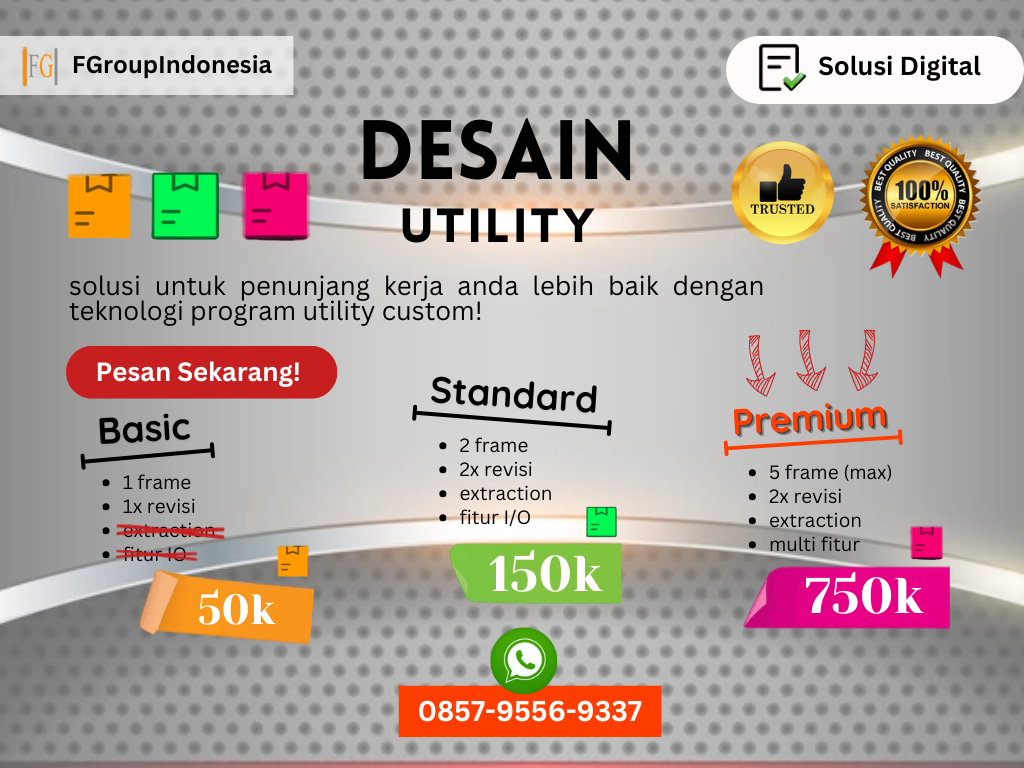 FG
FGroupIndonesia
Solusi Digital
DESAIN
UTILITY
TRUSTED
BEST QUALITY BEST QUALITY BEST QUALITY BEST QUALITY
100%
SATISFACTION
solusi untuk penunjang kerja anda lebih baik dengan
teknologi program utility custom!
Pesan Sekarang!
Basic
1 frame
1x revisi
extraction
fitur IO
50k
Standard
2 frame
2x revisi
extraction
fitur I/O
150k
Premium
5 frame (max)
2x revisi
extraction
multi fitur
750k
0857-9556-9337